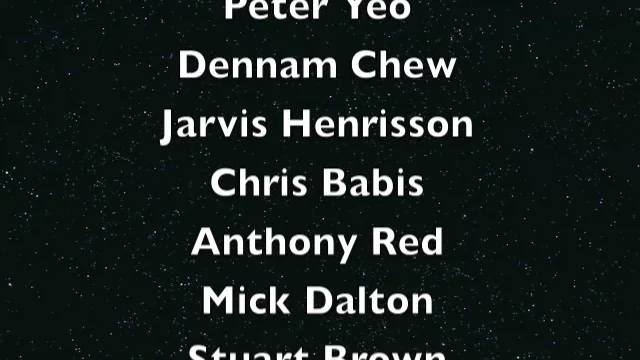 Peter Yeo
Dennam Chew
Jarvis Henrisson
Chris Babis
Anthony Red
Mick Dalton
Stuart Brown